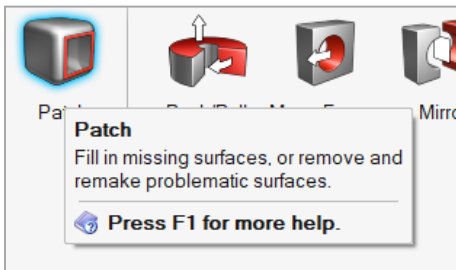 Patch
Fill in missing surfaces, or remove and
remake problematic surfaces.
Press F1 for more help.